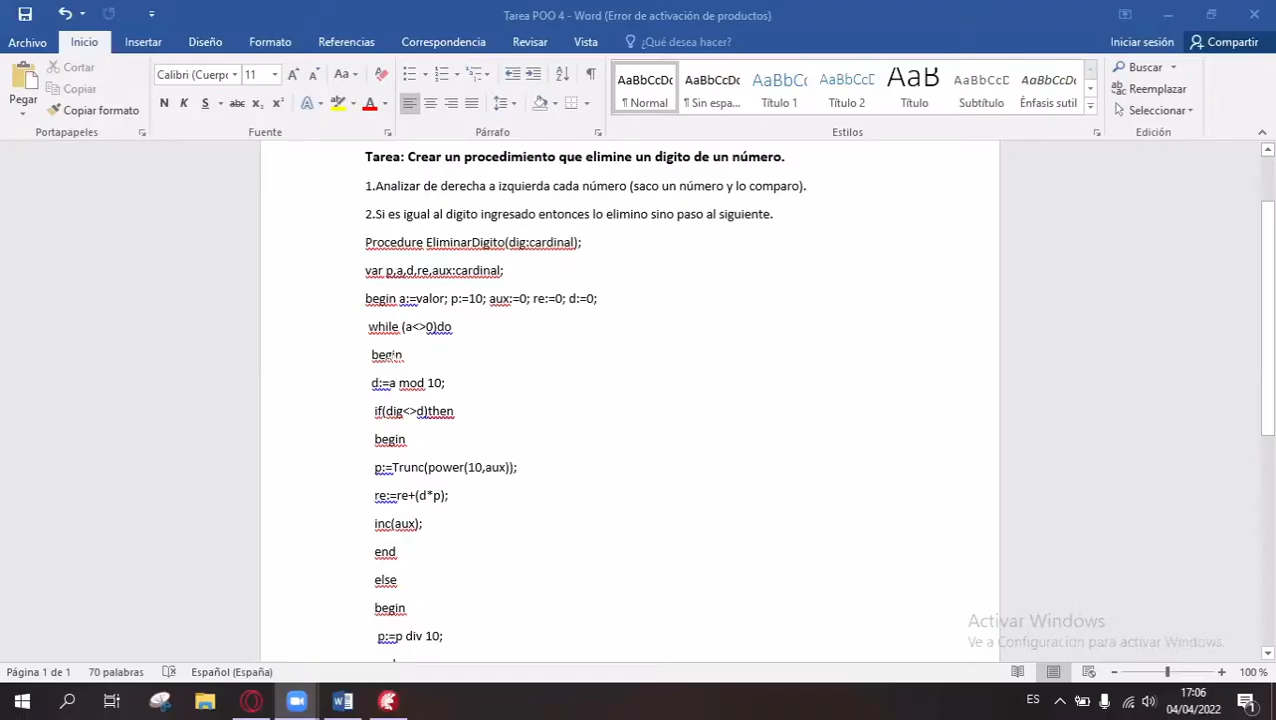 Tarea POO 4 - Word (Error de activación de productos)
Archivo Inicio Insertar Diseño Formato Referencias Correspondencia Revisar Vista ¿Qué desea hacer? Iniciar sesión Compartir
Pegar
Cortar
Copiar
Copiar formato
Portapapeles
Calibri (Cuerp 11 Aa
N K S abc x₂ x² A A
Fuente
Párrafo
AaBbCcDc AaBbCcDc AaBbCc AaBbCcD AaB AaBbCcD AaBbCcDc
¶ Normal ¶ Sin espa... Título 1 Título 2 Título Subtítulo Énfasis sutil
Estilos
Buscar
Reemplazar
Seleccionar
Edición
Tarea: Crear un procedimiento que elimine un digito de un número.
1.Analizar de derecha a izquierda cada número (saco un número y lo comparo).
2.Si es igual al digito ingresado entonces lo elimino sino paso al siguiente.
Procedure EliminarDigito(dig:cardinal);
var p,a,d,re,aux:cardinal;
begin a:=valor; p:=10; aux:=0; re:=0; d:=0;
while (a<>0)do
begin
d:=a mod 10;
if(dig<>d)then
begin
p:=Trunc(power(10,aux));
re:=re+(d*p);
inc(aux);
end
else
begin
p:=p div 10;
Activar Windows
Ve a Configuración para activar Windows.
Página 1 de 1 70 palabras Español (España) 100 %
ES 17:06
04/04/2022